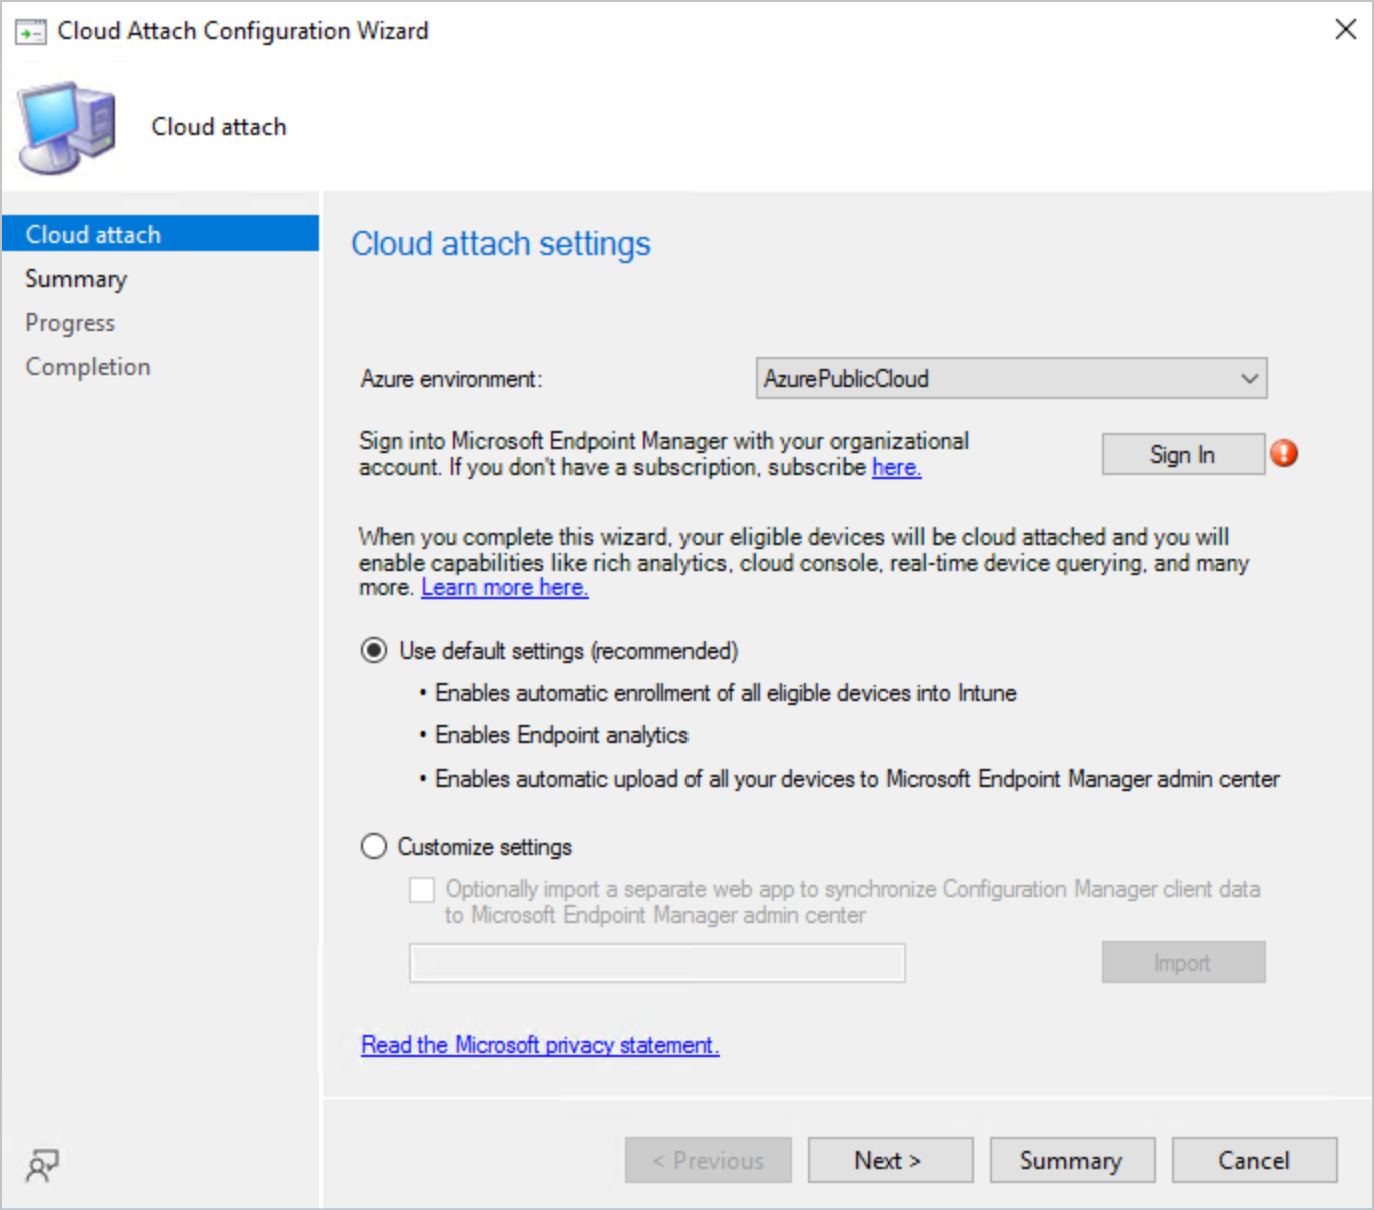 Cloud Attach Configuration Wizard
Cloud attach
Cloud attach
Summary
Progress
Completion
Cloud attach settings
Azure environment:
AzurePublicCloud
Sign into Microsoft Endpoint Manager with your organizational
account. If you don't have a subscription, subscribe here.
Sign In
When you complete this wizard, your eligible devices will be cloud attached and you will
enable capabilities like rich analytics, cloud console, real-time device querying, and many
more. Learn more here.
Use default settings (recommended)
• Enables automatic enrollment of all eligible devices into Intune
• Enables Endpoint analytics
• Enables automatic upload of all your devices to Microsoft Endpoint Manager admin center
Customize settings
Optionally import a separate web app to synchronize Configuration Manager client data
to Microsoft Endpoint Manager admin center
Import
Read the Microsoft privacy statement.
< Previous
Next >
Summary
Cancel